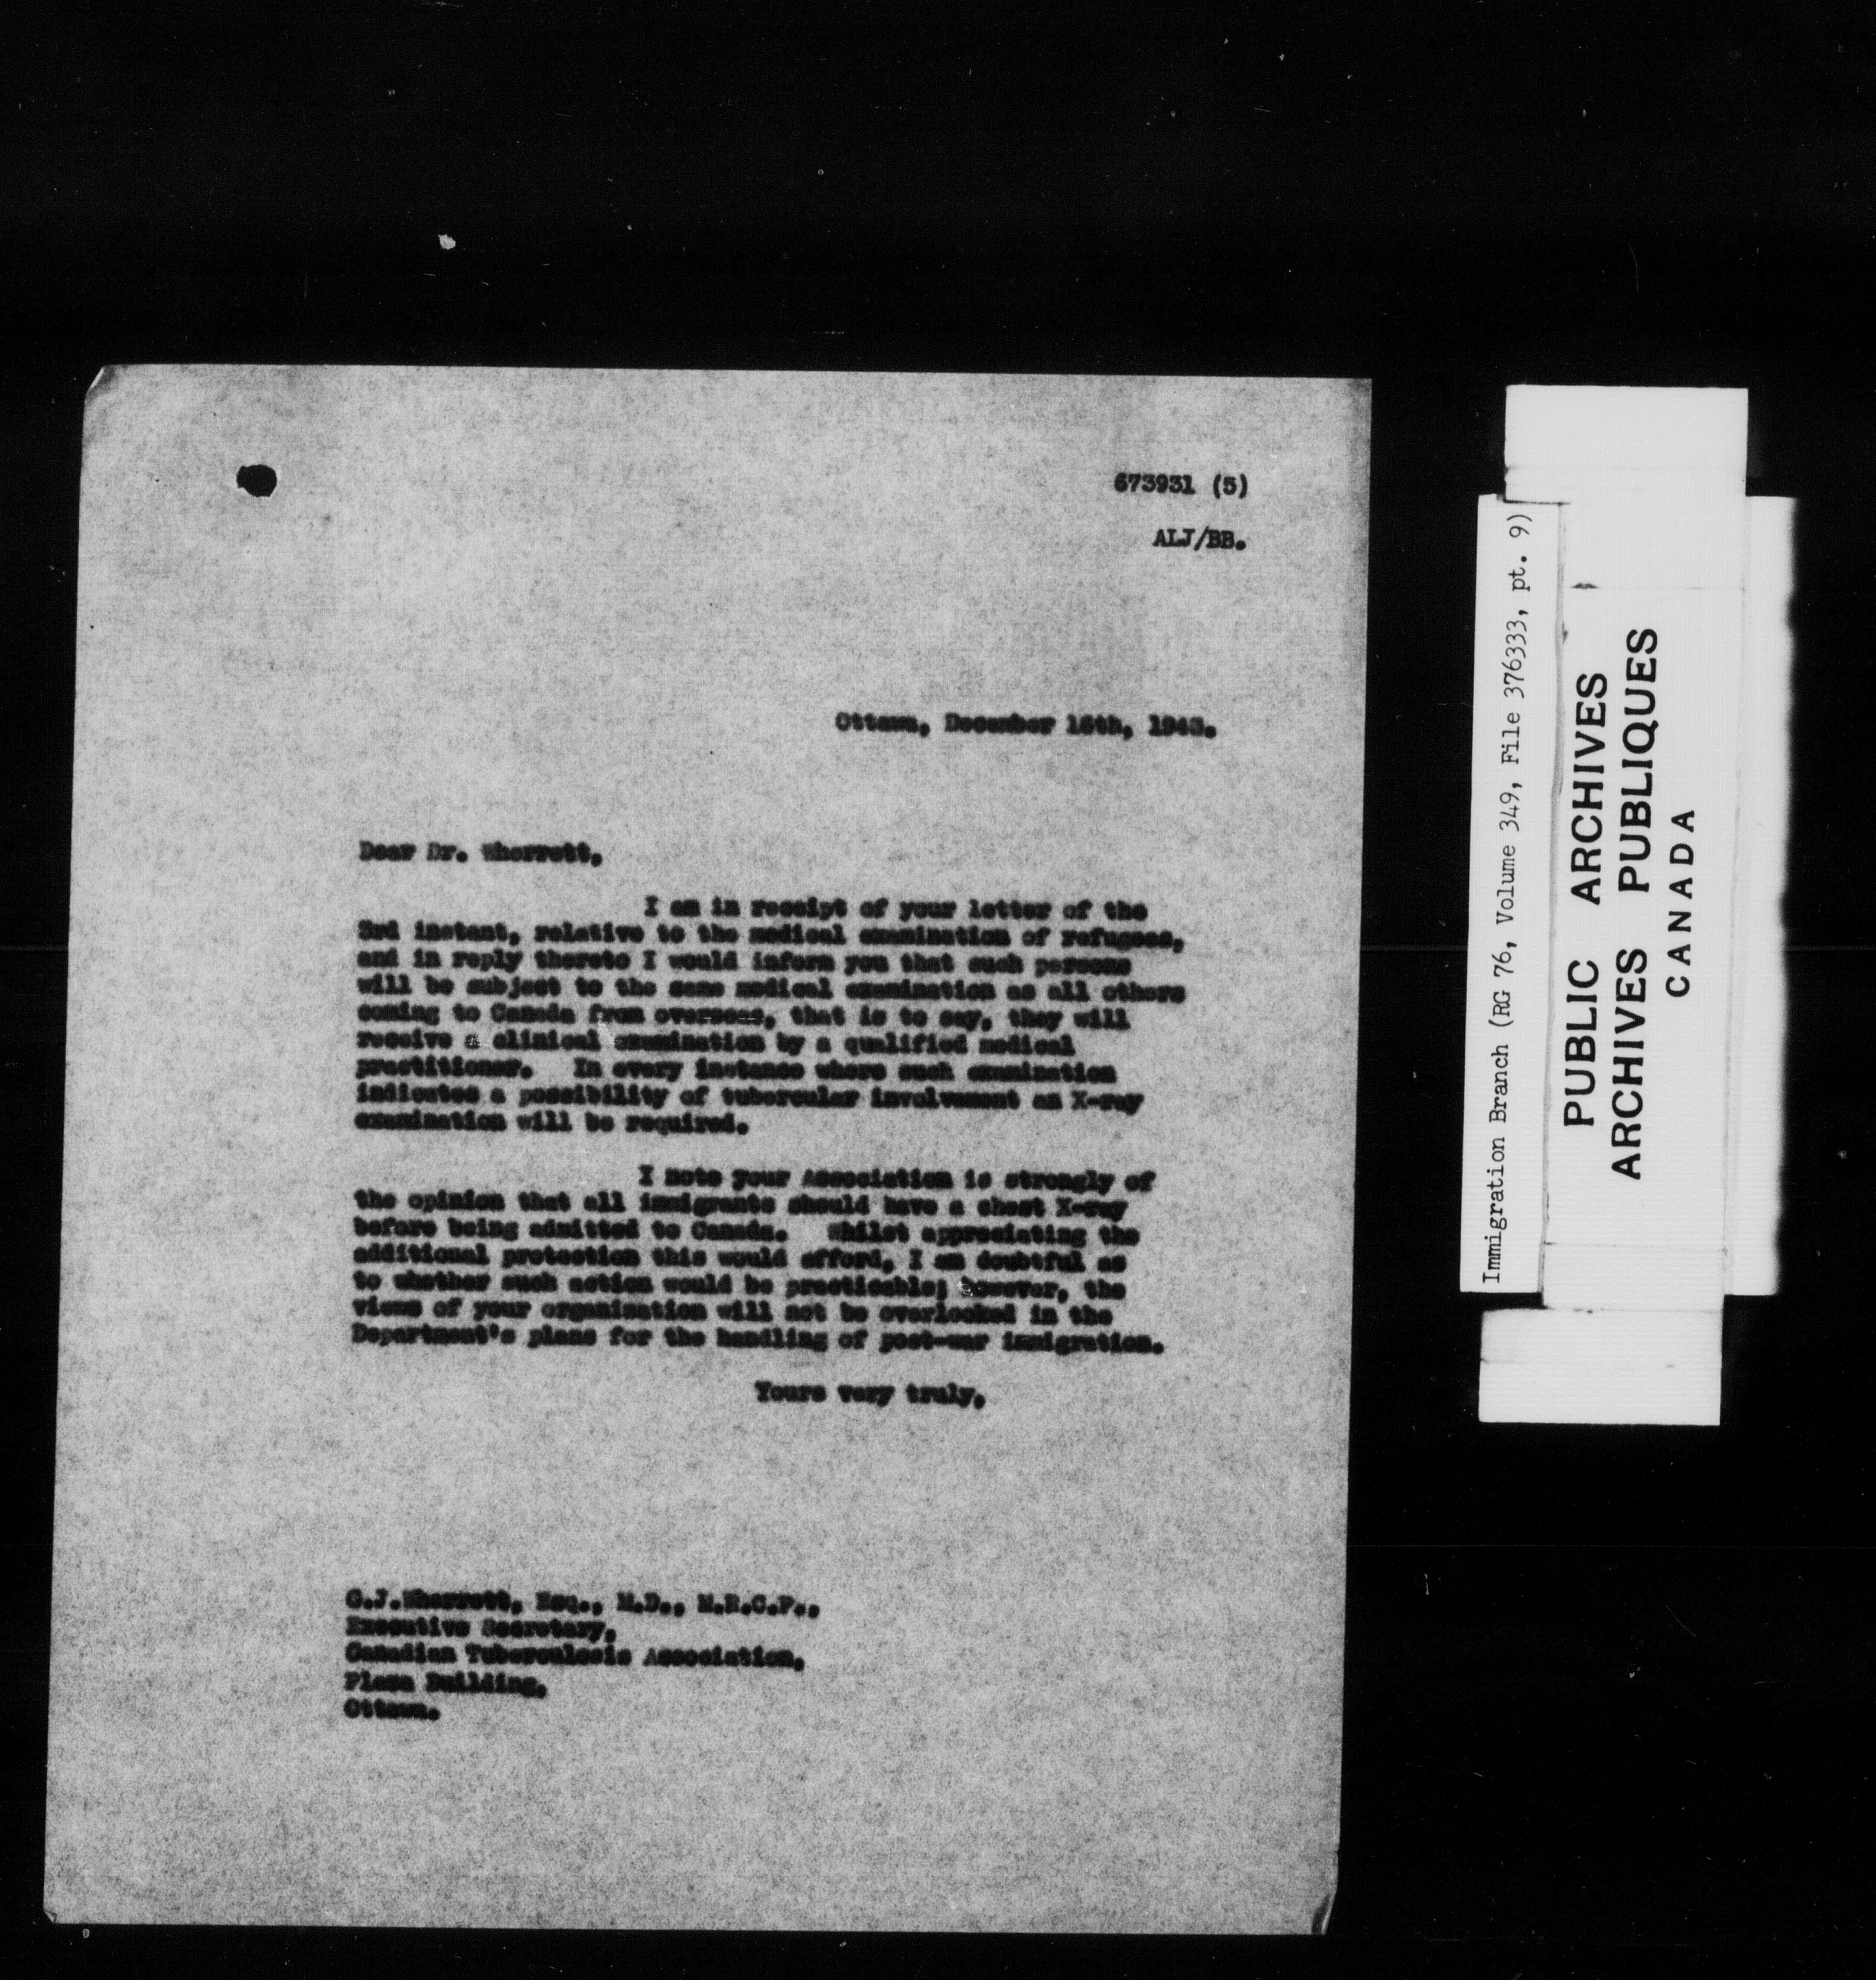 673931 (5)
ALJ/BB.
Ottawa, December 16th, 1943.
Dear Dr. Wherrett,
I am in receipt of your letter of the
3rd instant, relative to the medical examination of refugees,
and in reply thereto I would inform you that such persons
will be subject to the same medical examination as all others
coming to Canada from overseas, that is to say, they will
receive a clinical examination by a qualified medical
practitioner. In every instance where such examination
indicates a possibility of tubercular involvement an X-ray
examination will be required.
I note your Association is strongly of
the opinion that all immigrants should have a chest X-ray
before being admitted to Canada. Whilst appreciating the
additional protection this would afford, I am doubtful as
to whether such action would be practicable; however, the
views of your organization will not be overlooked in the
Department's plans for the handling of post-war immigration.
Yours very truly,
G.J.Wherrett, Esq., M.D., M.R.C.P.,
Executive Secretary,
Canadian Tuberculosis Association,
Plaza Building,
Ottawa.
Immigration Branch (RG 76, Volume 349, File 376333, pt. 9)
PUBLIC ARCHIVES
ARCHIVES PUBLIQUES
CANADA